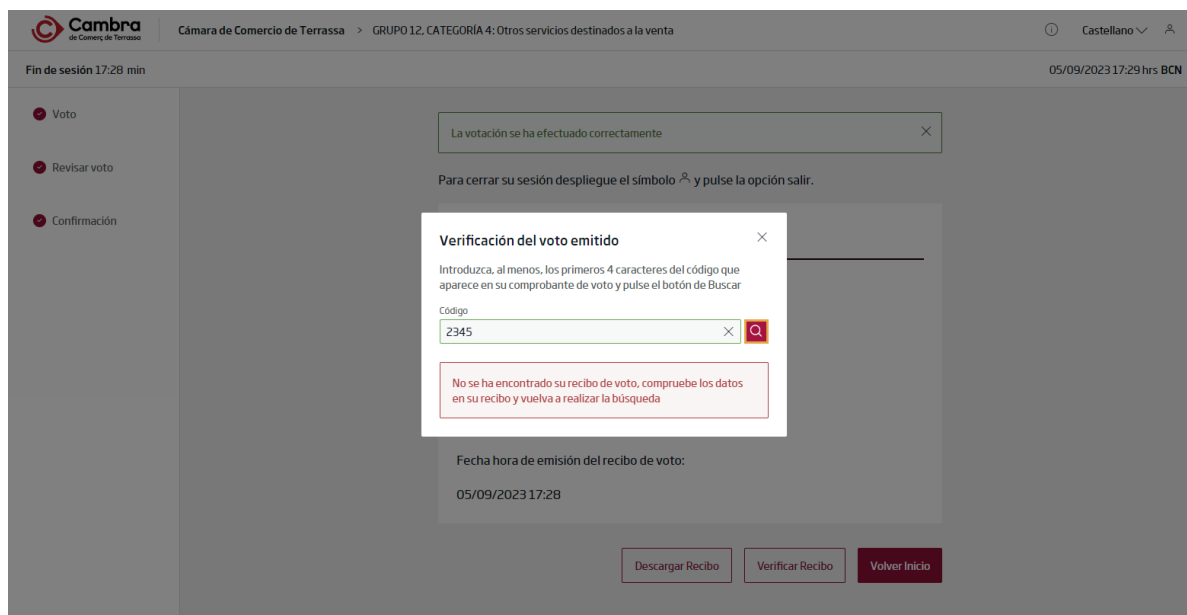 Cambra
de Comerç de Terrassa
Cámara de Comercio de Terrassa > GRUPO 12, CATEGORÍA 4: Otros servicios destinados a la venta
Castellano
Fin de sesión 17:28 min
05/09/2023 17:29 hrs BCN
Voto
Revisar voto
Confirmación
La votación se ha efectuado correctamente
Para cerrar su sesión despliegue el símbolo y pulse la opción salir.
Verificación del voto emitido
Introduzca, al menos, los primeros 4 caracteres del código que
aparece en su comprobante de voto y pulse el botón de Buscar
Código
2345
No se ha encontrado su recibo de voto, compruebe los datos
en su recibo y vuelva a realizar la búsqueda
Fecha hora de emisión del recibo de voto:
05/09/2023 17:28
Descargar Recibo
Verificar Recibo
Volver Inicio